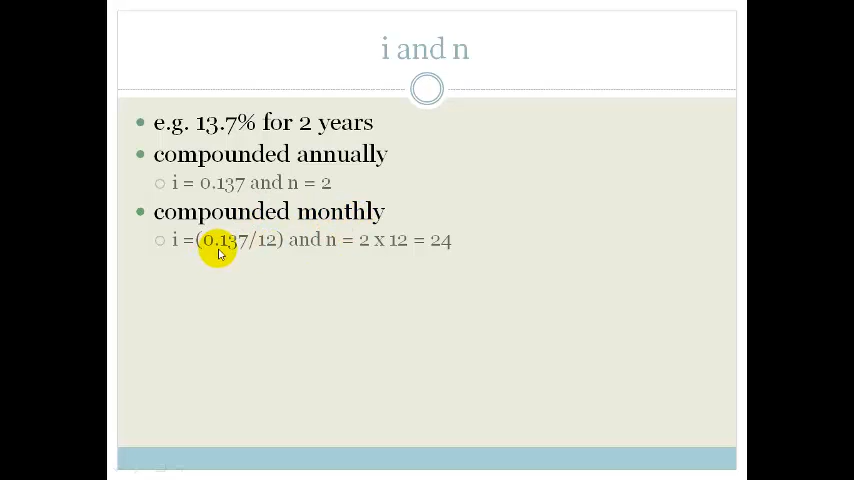 i and n
e.g. 13.7% for 2 years
compounded annually
i = 0.137 and n = 2
compounded monthly
i =(0.137/12) and n = 2 x 12 = 24